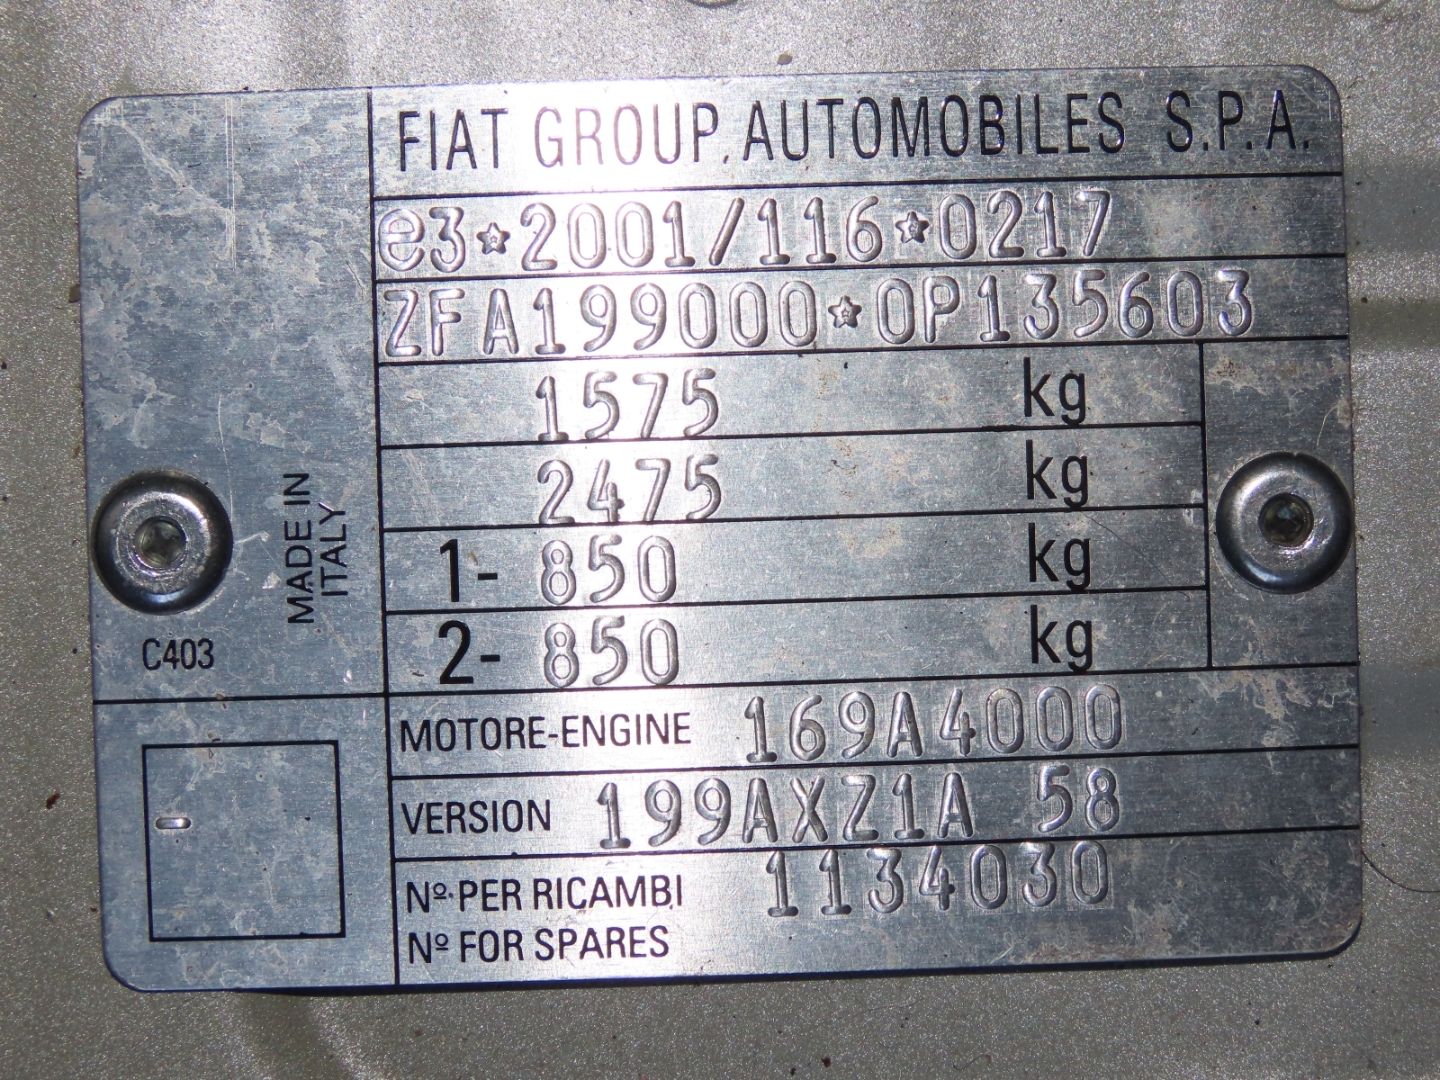 FIAT GROUP AUTOMOBILES S.P.A.
e3*2001/116*0217
ZFA199000*0P135603
1575 kg
2475 kg
1- 850 kg
2- 850 kg
MADE IN
ITALY
C403
MOTORE-ENGINE 169A4000
-
VERSION 199AXZ1A 58
Nº PER RICAMBI 1134030
Nº FOR SPARES